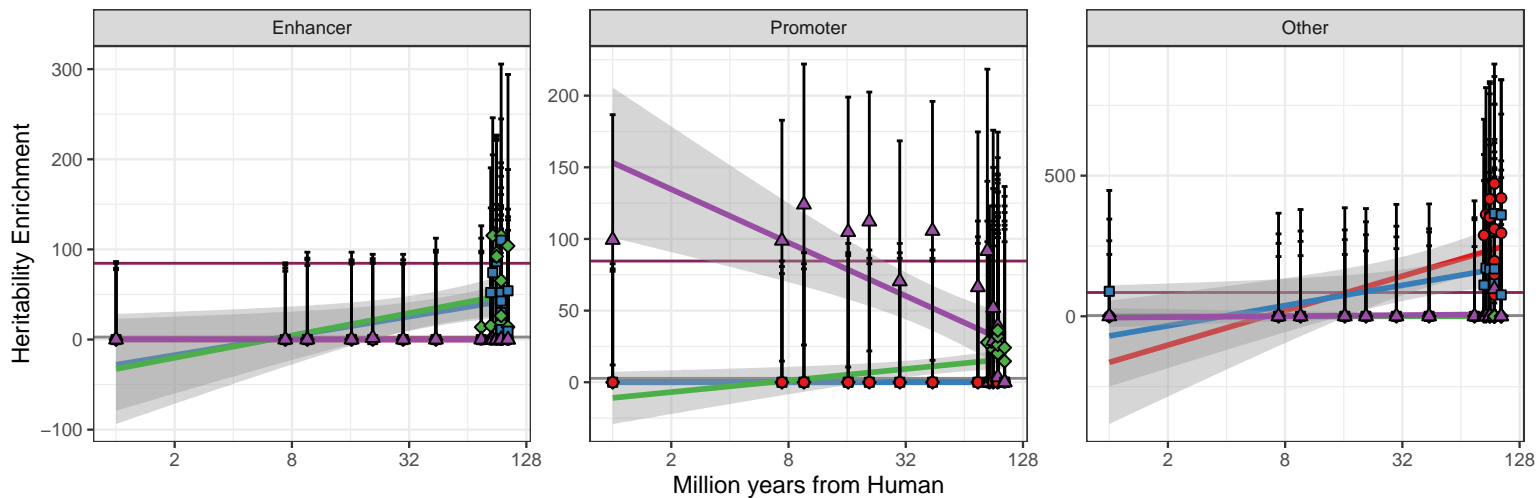 Enhancer Promoter Other
Heritability Enrichment
300
200
100
0
−100
2 8 32 128
200
150
100
50
0
2 8 32 128
500
0
2 8 32 128
Million years from Human